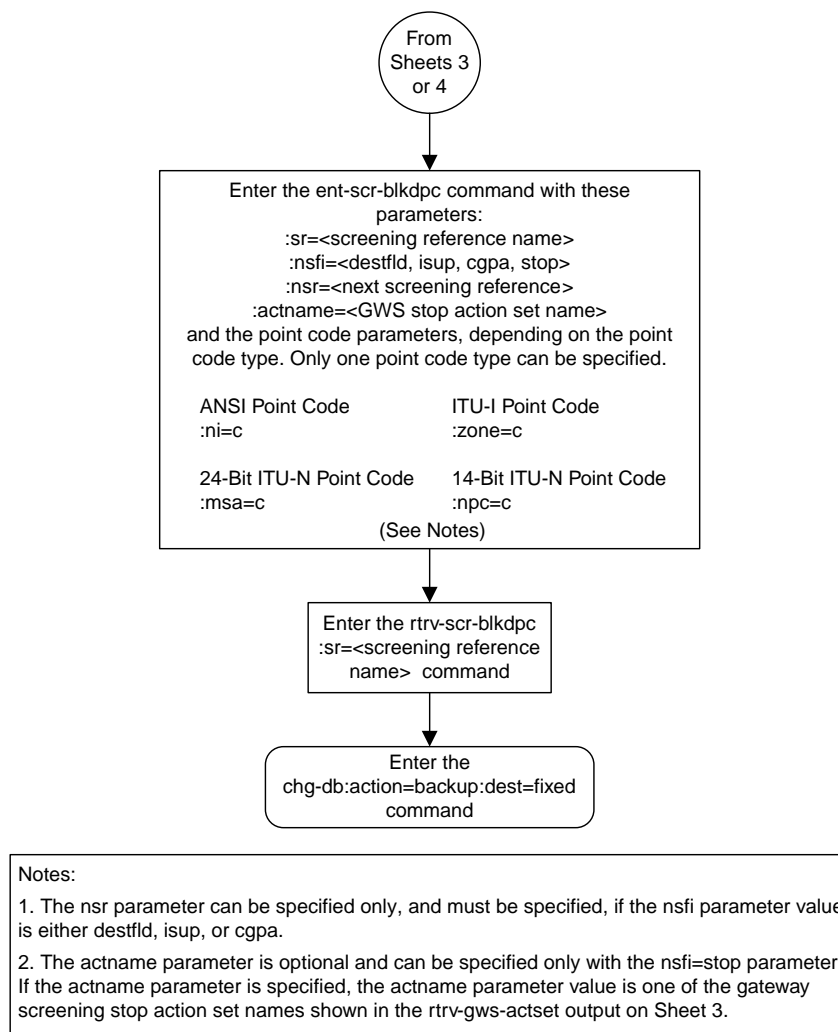 From
Sheets 3
or 4
Enter the ent-scr-blkdpc command with these
parameters:
:sr=<screening reference name>
:nsfi=<destfld, isup, cgpa, stop>
:nsr=<next screening reference>
:actname=<GWS stop action set name>
and the point code parameters, depending on the point
code type. Only one point code type can be specified.
ANSI Point Code
:ni=c
ITU-I Point Code
:zone=c
24-Bit ITU-N Point Code
:msa=c
14-Bit ITU-N Point Code
:npc=c
(See Notes)
Enter the rtrv-scr-blkdpc
:sr=<screening reference
name> command
Enter the
chg-db:action=backup:dest=fixed
command
Notes:
1. The nsr parameter can be specified only, and must be specified, if the nsfi parameter value
is either destfld, isup, or cgpa.
2. The actname parameter is optional and can be specified only with the nsfi=stop parameter
If the actname parameter is specified, the actname parameter value is one of the gateway
screening stop action set names shown in the rtrv-gws-actset output on Sheet 3.